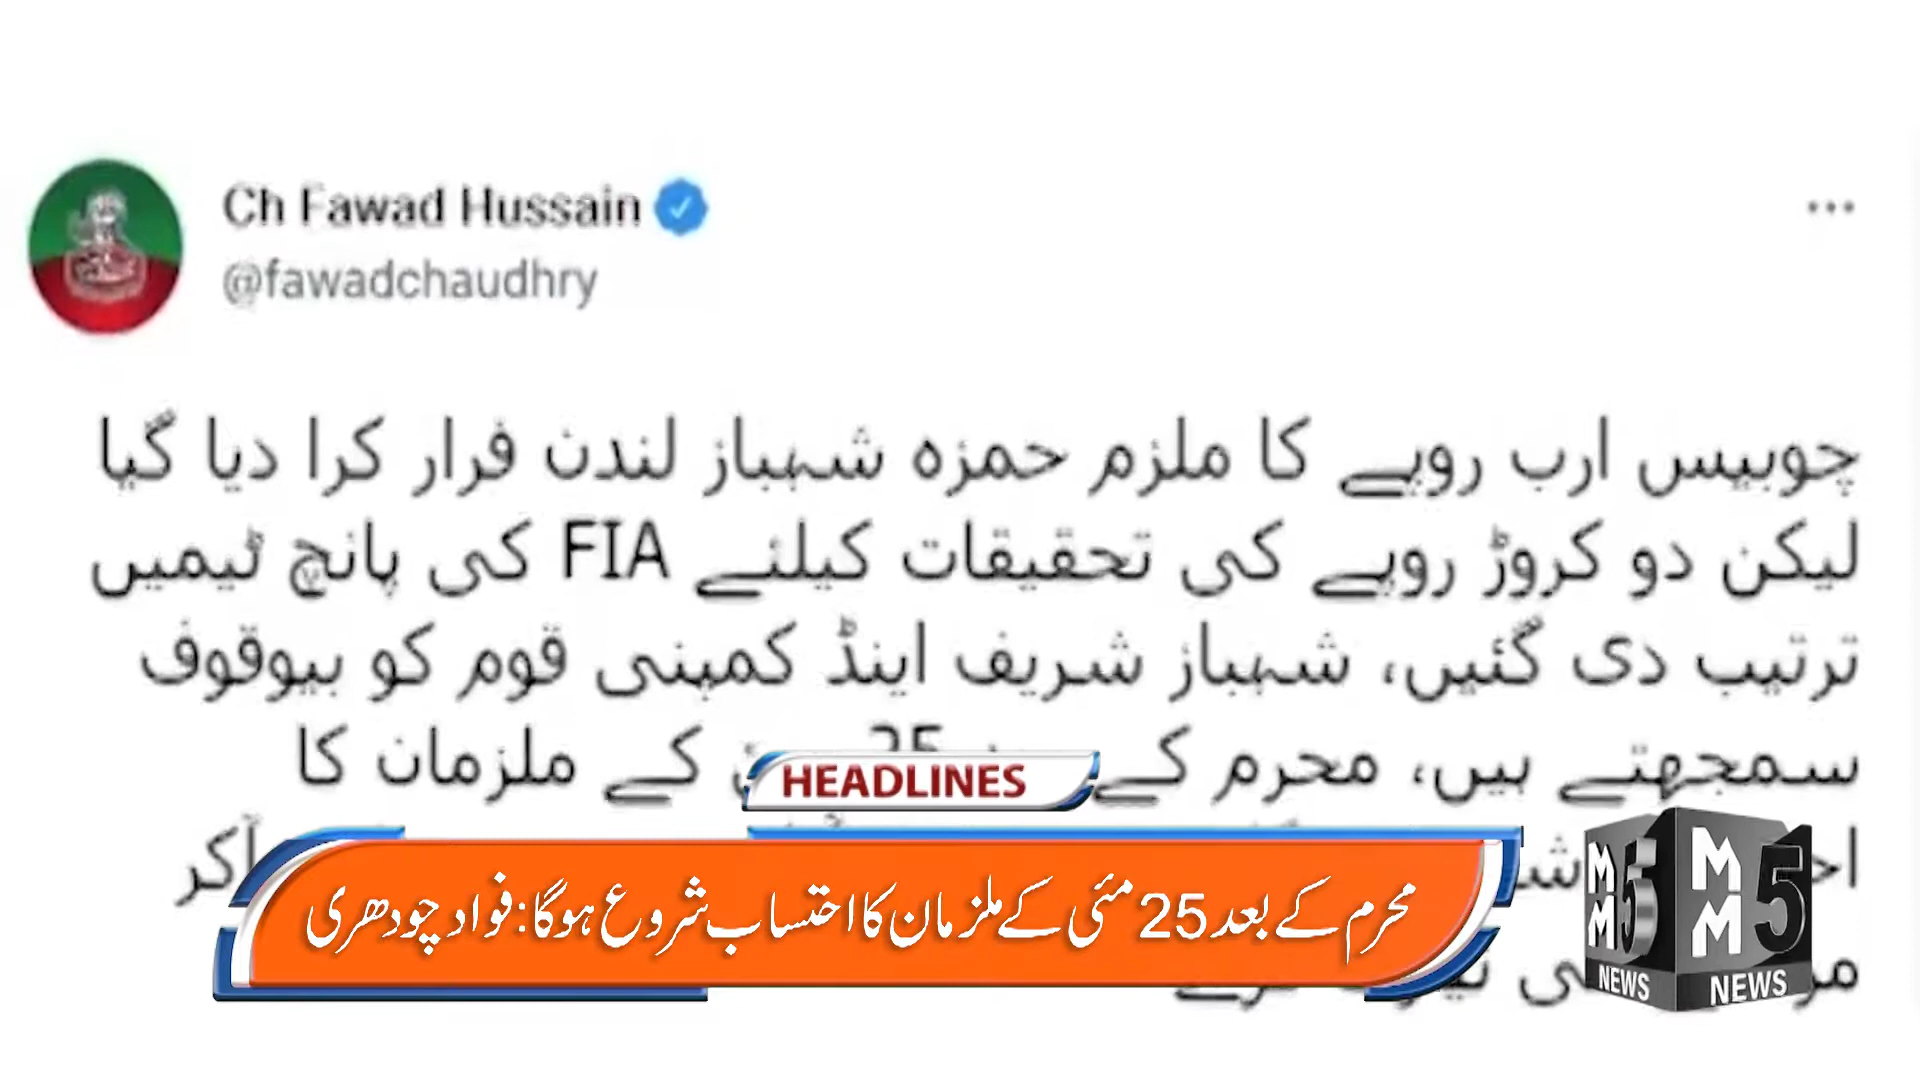 Ch Fawad Hussain
@fawadchaudhry
چوبیس ارب روپے کا ملزم حمزہ شہباز لندن فرار کرا دیا گیا
لیکن دو کروڑ روپے کی تحقیقات کیلئے FIA کی پانچ ٹیمیں
ترتیب دی گئیں، شہباز شریف اینڈ کمپنی قوم کو بیوقوف
سمجھتے ہیں، محرم کے 25 کے ملزمان کا
آکر
HEADLINES
محرم کے بعد 25 مئی کے ملزمان کا احتساب شروع ہوگا: فواد چودھری
MM5 NEWS
MM5 NEWS